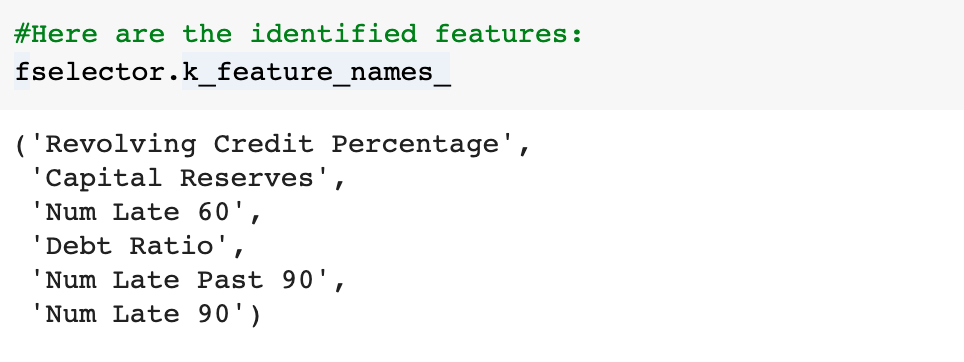 #Here are the identified features:
fselector.k_feature_names_
('Revolving Credit Percentage',
 'Capital Reserves',
 'Num Late 60',
 'Debt Ratio',
 'Num Late Past 90',
 'Num Late 90')